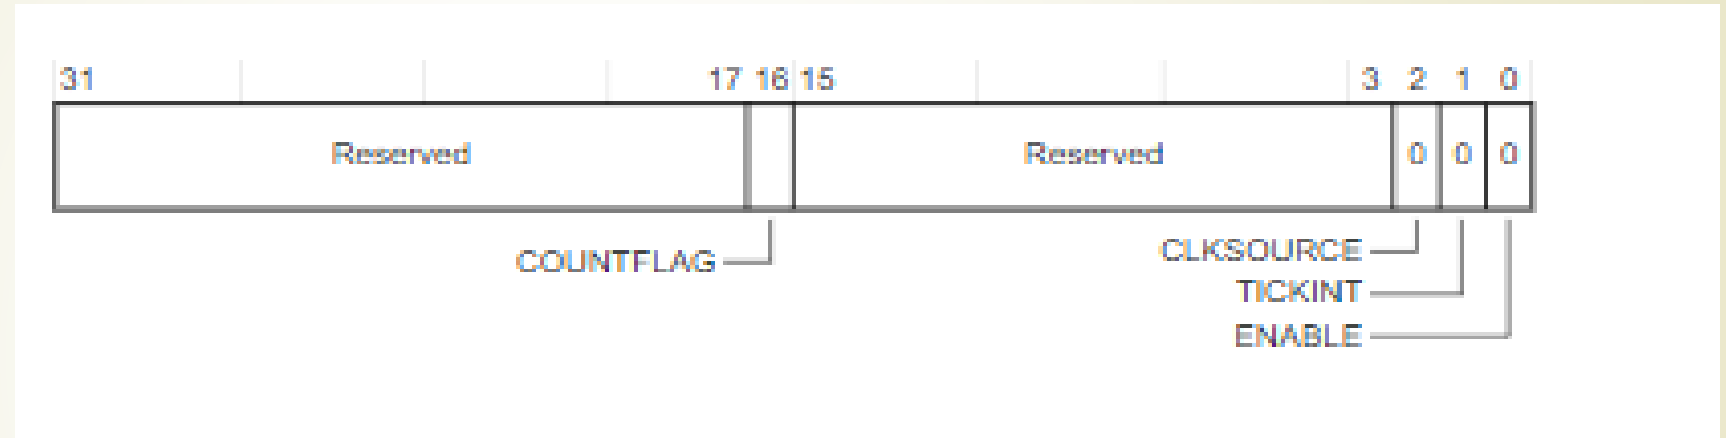 31 17 16 15 3 2 1 0
Reserved Reserved 0 0 0
COUNTFLAG CLKSOURCE
TICKINT
ENABLE